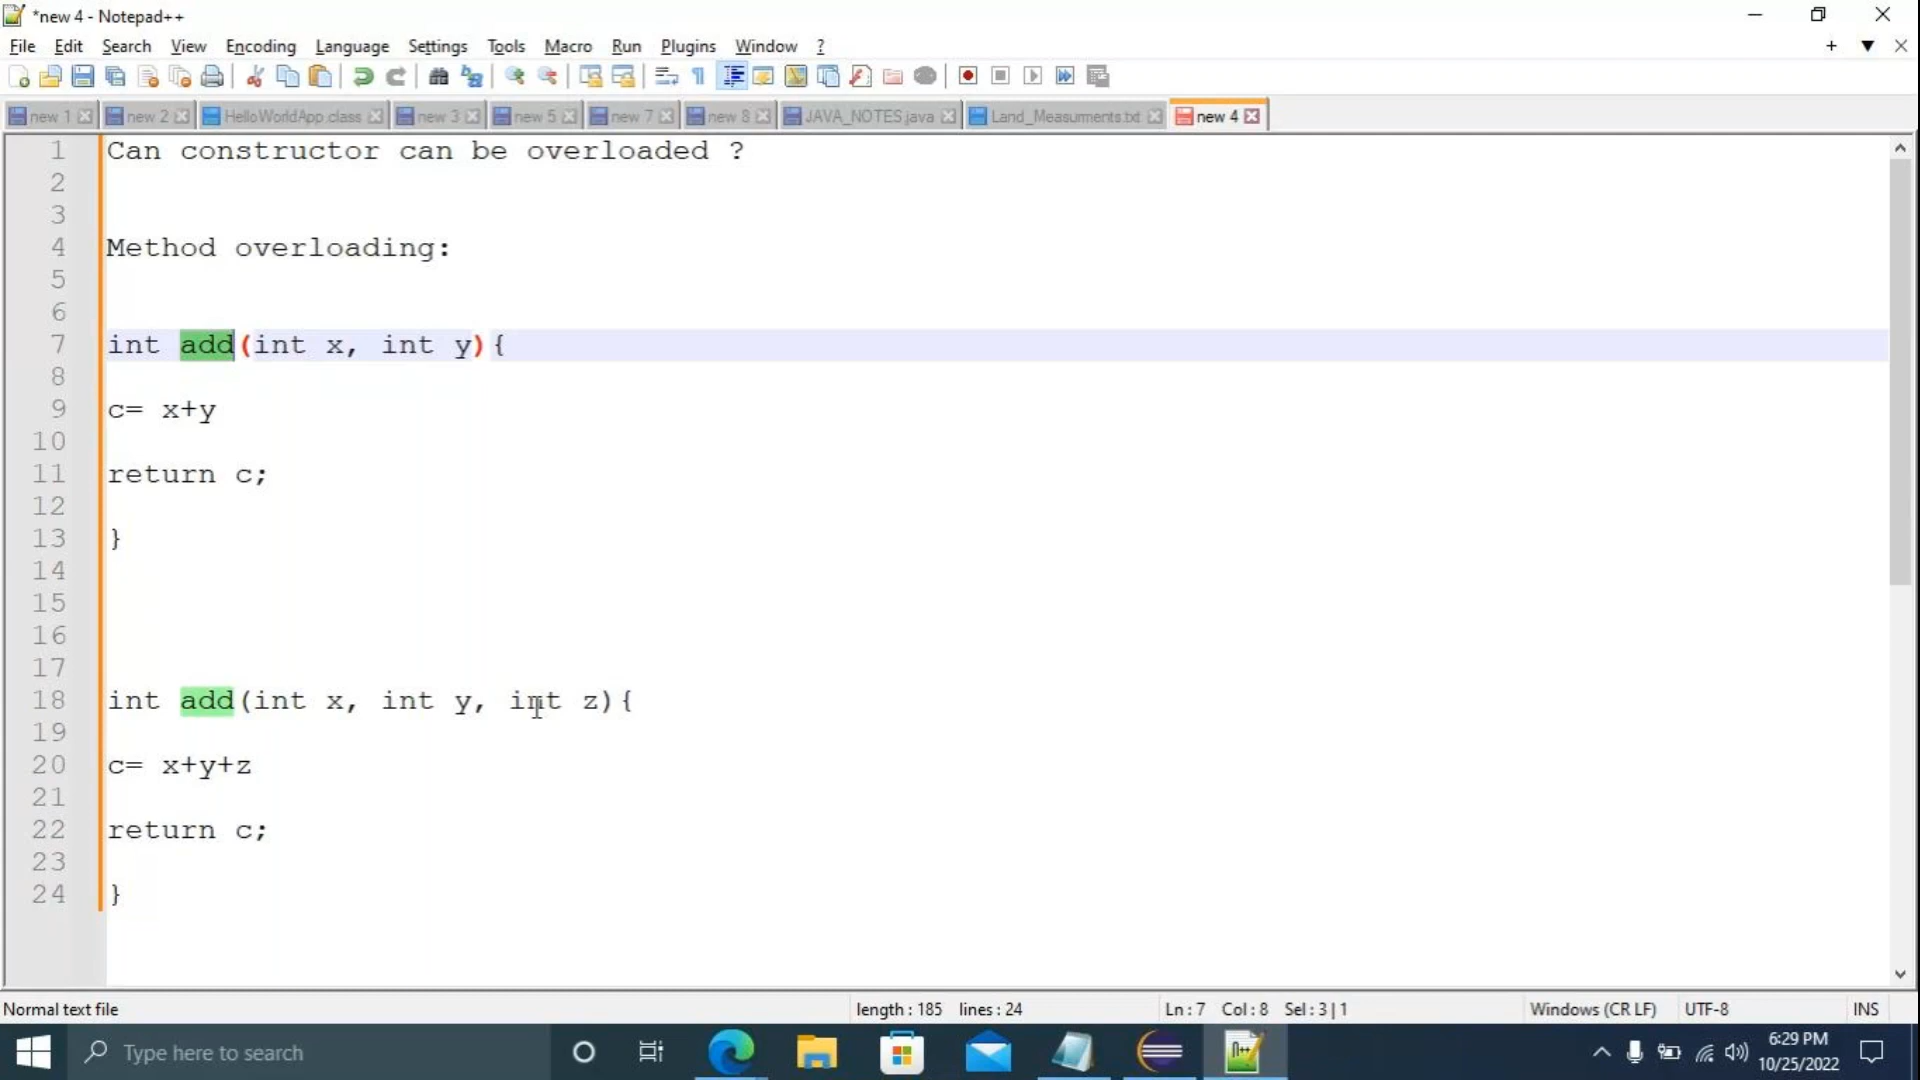 *new 4 - Notepad++
File Edit Search View Encoding Language Settings Tools Macro Run Plugins Window ?
new 1 new 2 HelloWorldApp.class new 3 new 5 new 7 new 8 JAVA_NOTES.java Land_Measurments.txt new 4
1 Can constructor can be overloaded ?
2
3
4 Method overloading:
5
6
7 int add(int x, int y){
8
9 c= x+y
10
11 return c;
12
13 }
14
15
16
17
18 int add(int x, int y, int z){
19
20 c= x+y+z
21
22 return c;
23
24 }
Normal text file length : 185 lines : 24 Ln : 7 Col : 8 Sel : 3 | 1 Windows (CR LF) UTF-8 INS
Type here to search
6:29 PM
10/25/2022